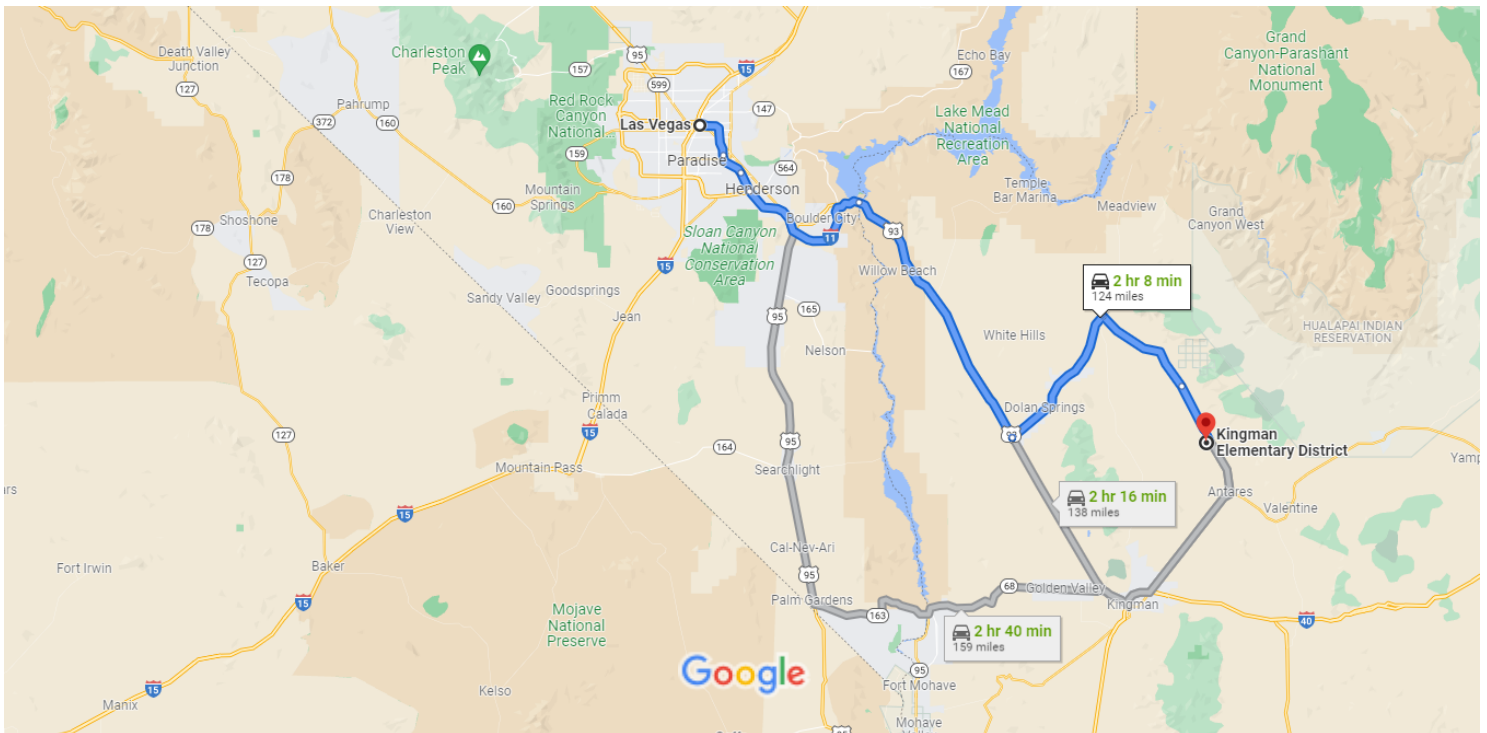 Death Valley
Junction
127
Charleston
Peak
157
95
15
599
Echo Bay
167
Grand
Canyon-Parashant
National
Monument
Pahrump
372
160
Red Rock
Canyon
National...
159
147
Las Vegas
Lake Mead
National
Recreation
Area
Paradise
564
178
Henderson
Mountain
Springs
160
Temple
Bar Marina
Meadview
Grand
Canyon West
Shoshone
178
Charleston
View
Boulder City
11
93
Sloan Canyon
National
Conservation
Area
127
Tecopa
15
Willow Beach
Sandy Valley
Goodsprings
Jean
2 hr 8 min
124 miles
95
165
White Hills
HUALAPAI INDIAN
RESERVATION
Nelson
Primm
Calada
Dolan Springs
15
127
95
164
93
Kingman
Elementary District
Mountain Pass
Searchlight
Yamp
ars
Antares
Valentine
2 hr 16 min
138 miles
15
Cal-Nev-Ari
Fort Irwin
Baker
95
68
Golden Valley
Kingman
Palm Gardens
163
15
40
Mojave
National
Preserve
2 hr 40 min
159 miles
Google
95
Fort Mohave
Kelso
15
Manix
Mohave
95